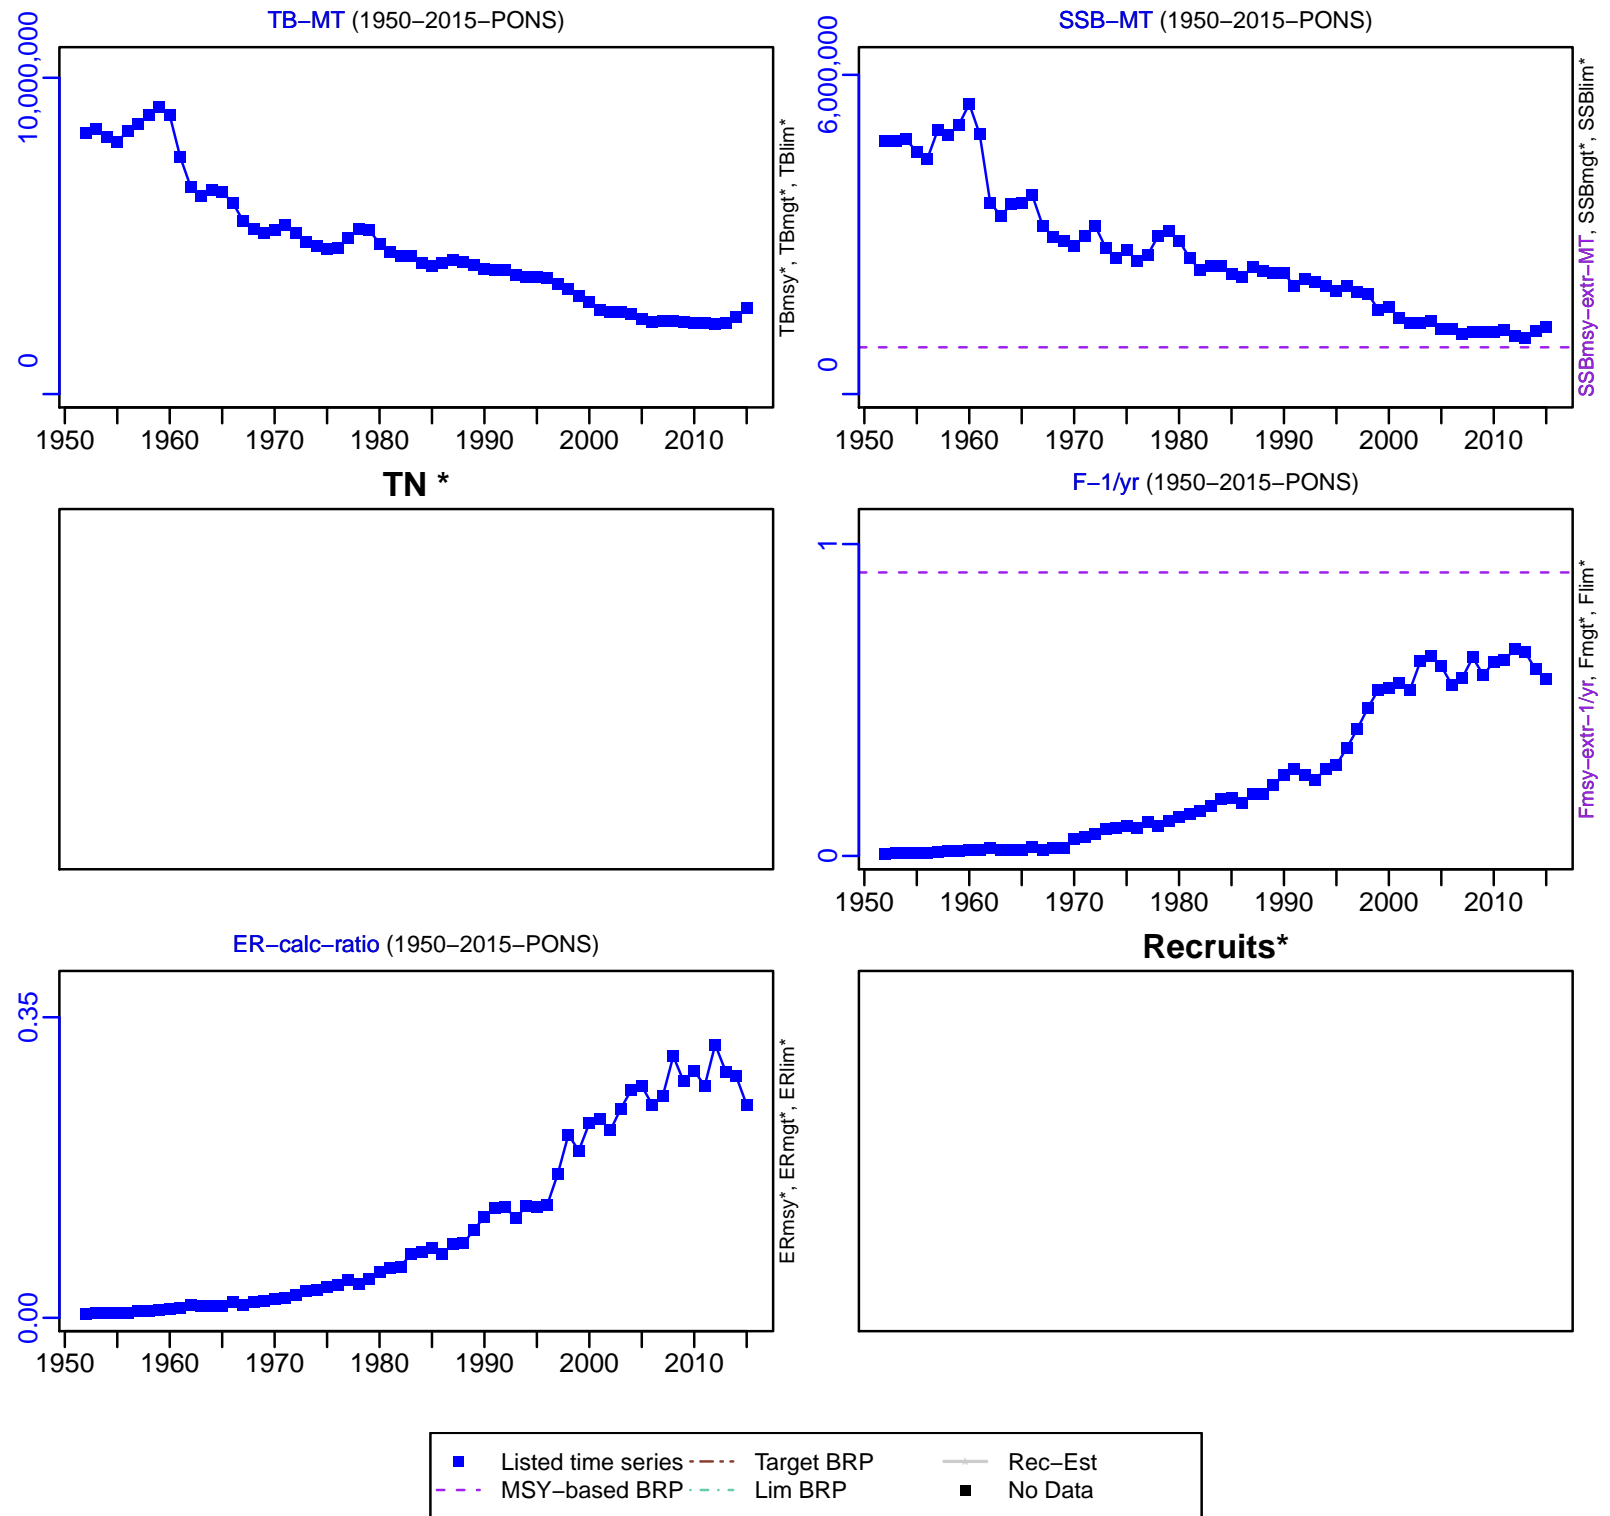 TB−MT (1950−2015−PONS)
10,000,000
0
1950 1960 1970 1980 1990 2000 2010
TBmsy*, TBmgt*, TBlim*
SSB−MT (1950−2015−PONS)
6,000,000
0
1950 1960 1970 1980 1990 2000 2010
SSBmsy−extr−MT, SSBmgt*, SSBlim*
TN *
F−1/yr (1950−2015−PONS)
1
0
1950 1960 1970 1980 1990 2000 2010
Fmsy−extr−1/yr, Fmgt*, Flim*
ER−calc−ratio (1950−2015−PONS)
0.35
0.00
1950 1960 1970 1980 1990 2000 2010
ERmsy*, ERmgt*, ERlim*
Recruits*
Listed time series Target BRP Rec−Est
MSY−based BRP Lim BRP No Data